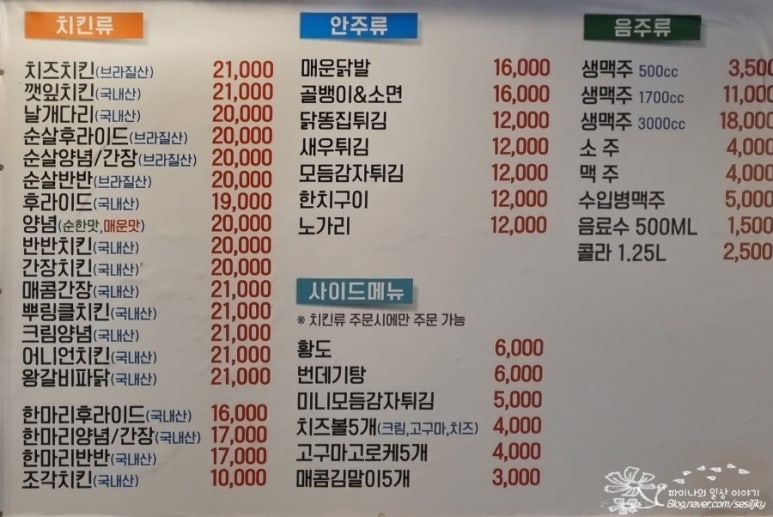 치킨류
치즈치킨(브라질산) 21,000
깻잎치킨(국내산) 21,000
날개다리(국내산) 20,000
순살후라이드(브라질산) 20,000
순살양념/간장(브라질산) 20,000
순살반반(브라질산) 20,000
후라이드(국내산) 19,000
양념(순한맛,매운맛) 20,000
반반치킨(국내산) 20,000
간장치킨(국내산) 20,000
매콤간장(국내산) 21,000
뿌링클치킨(국내산) 21,000
크림양념(국내산) 21,000
어니언치킨(국내산) 21,000
왕갈비파닭(국내산) 21,000
한마리후라이드(국내산) 16,000
한마리양념/간장(국내산) 17,000
한마리반반(국내산) 17,000
조각치킨(국내산) 10,000
안주류
매운닭발 16,000
골뱅이&소면 16,000
닭똥집튀김 12,000
새우튀김 12,000
모듬감자튀김 12,000
한치구이 12,000
노가리 12,000
사이드메뉴
※ 치킨류 주문시에만 주문 가능
황도 6,000
번데기탕 6,000
미니모듬감자튀김 5,000
치즈볼5개(크림,고구마,치즈) 4,000
고구마고로케5개 4,000
매콤김말이5개 3,000
음주류
생맥주 500cc 3,500
생맥주 1700cc 11,000
생맥주 3000cc 18,000
소 주 4,000
맥 주 4,000
수입병맥주 5,000
음료수 500ML 1,500
콜라 1.25L 2,500
파미나의 일상 이야기
Blog.naver.com/sesiljky